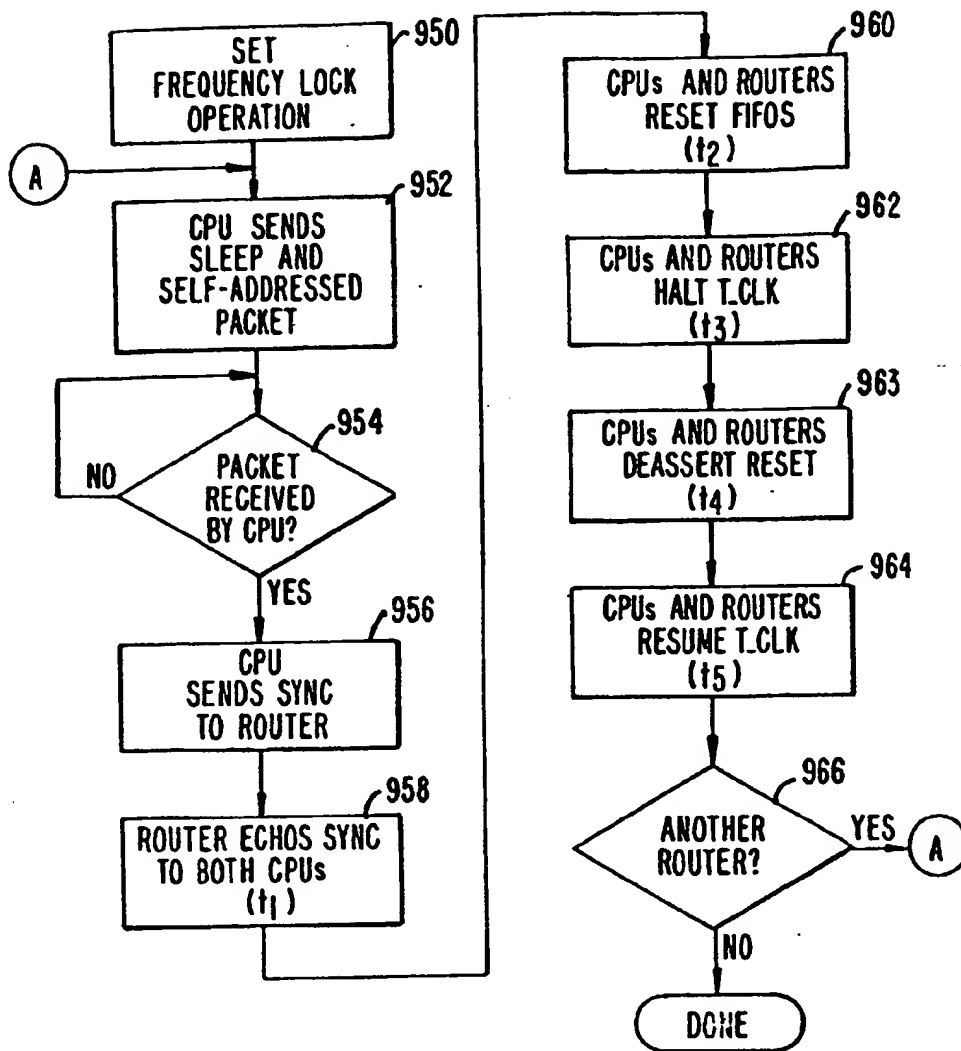 950
SET
FREQUENCY LOCK
OPERATION
A
952
CPU SENDS
SLEEP AND
SELF-ADDRESSED
PACKET
954
NO
PACKET
RECEIVED
BY CPU?
YES
956
CPU
SENDS SYNC
TO ROUTER
958
ROUTER ECHOS SYNC
TO BOTH CPUs
(t1)
960
CPUs AND ROUTERS
RESET FIFOS
(t2)
962
CPUs AND ROUTERS
HALT T_CLK
(t3)
963
CPUs AND ROUTERS
DEASSERT RESET
(t4)
964
CPUs AND ROUTERS
RESUME T_CLK
(t5)
966
ANOTHER
ROUTER?
YES
A
NO
DONE